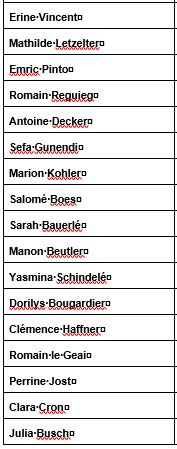 Erine Vincent
Mathilde Letzelter
Emric Pinto
Romain Reguieg
Antoine Decker
Sefa Gunendi
Marion Kohler
Salomé Boes
Sarah Bauerlé
Manon Beutler
Yasmina Schindelé
Dorilys Bougardier
Clémence Haffner
Romain le Geai
Perrine Jost
Clara Cron
Julia Busch